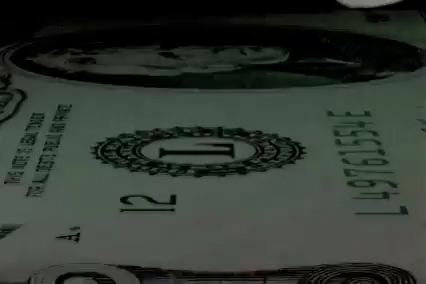 THIS NOTE IS LEGAL TENDER
FOR ALL DEBTS, PUBLIC AND PRIVATE
L
12
L49761554E